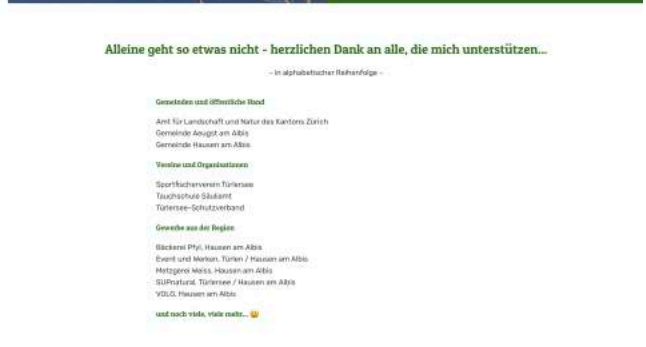 Alleine geht so etwas nicht - herzlichen Dank an alle, die mich unterstützen...
- in alphabetischer Reihenfolge -
Gemeinden und öffentliche Hand
Amt für Landschaft und Natur des Kantons Zürich
Gemeinde Aeugst am Albis
Gemeinde Hausen am Albis
Vereine und Organisationen
Sportfischerverein Türlersee
Tauchschule Säuliamt
Türlersee-Schutzverband
Gewerbe aus der Region
Bäckerei Pfyl, Hausen am Albis
Event und Merken, Türlen / Hausen am Albis
Metzgerei Weiss, Hausen am Albis
SUPnatural, Türlersee / Hausen am Albis
VOLG, Hausen am Albis
und noch viele, viele mehr... 😀